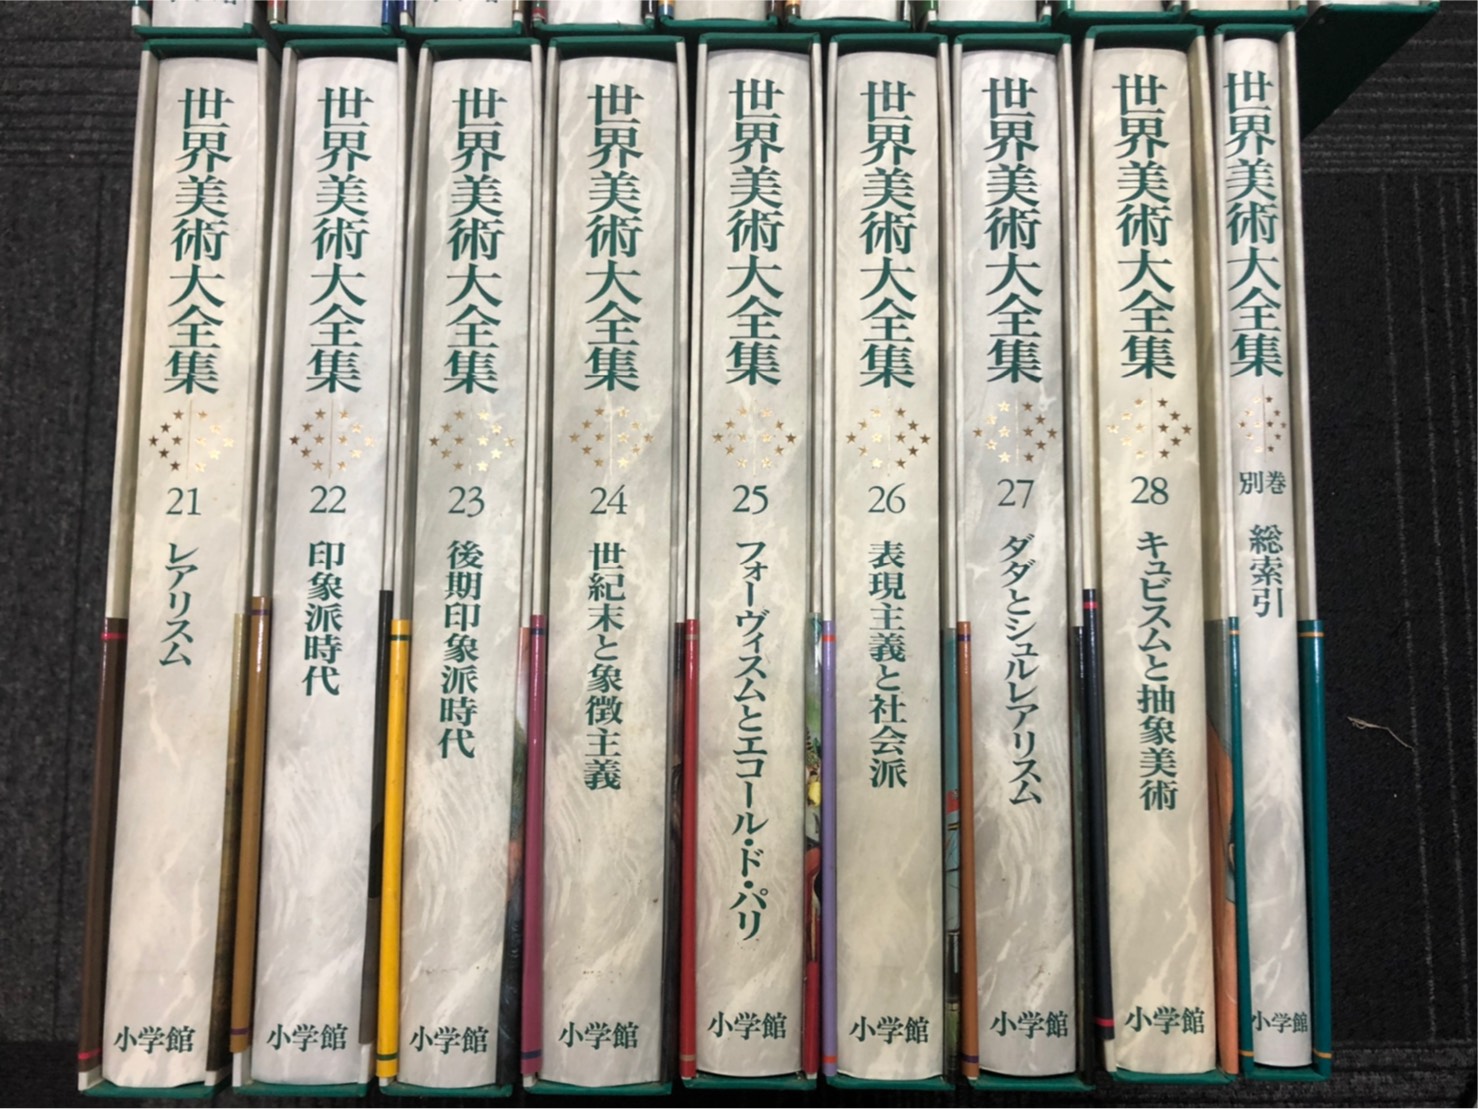 世界美術大全集
21
レアリスム
小学館
世界美術大全集
22
印象派時代
小学館
世界美術大全集
23
後期印象派時代
小学館
世界美術大全集
24
世紀末と象徴主義
小学館
世界美術大全集
25
フォーヴィスムとエコール・ド・パリ
小学館
世界美術大全集
26
表現主義と社会派
小学館
世界美術大全集
27
ダダとシュルレアリスム
小学館
世界美術大全集
28
キュビスムと抽象美術
小学館
世界美術大全集
別巻
総索引
小学館